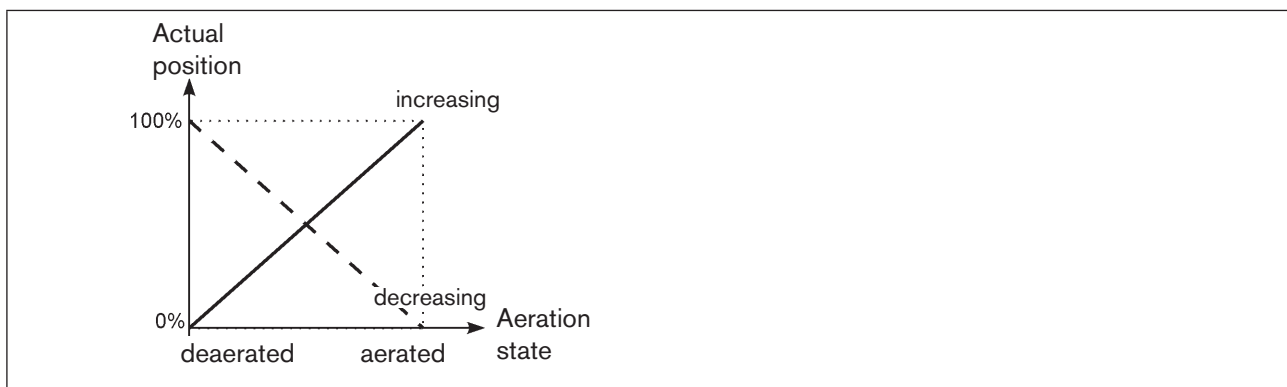 Actual
position
increasing
100%
decreasing
0%
Aeration
state
deaerated
aerated